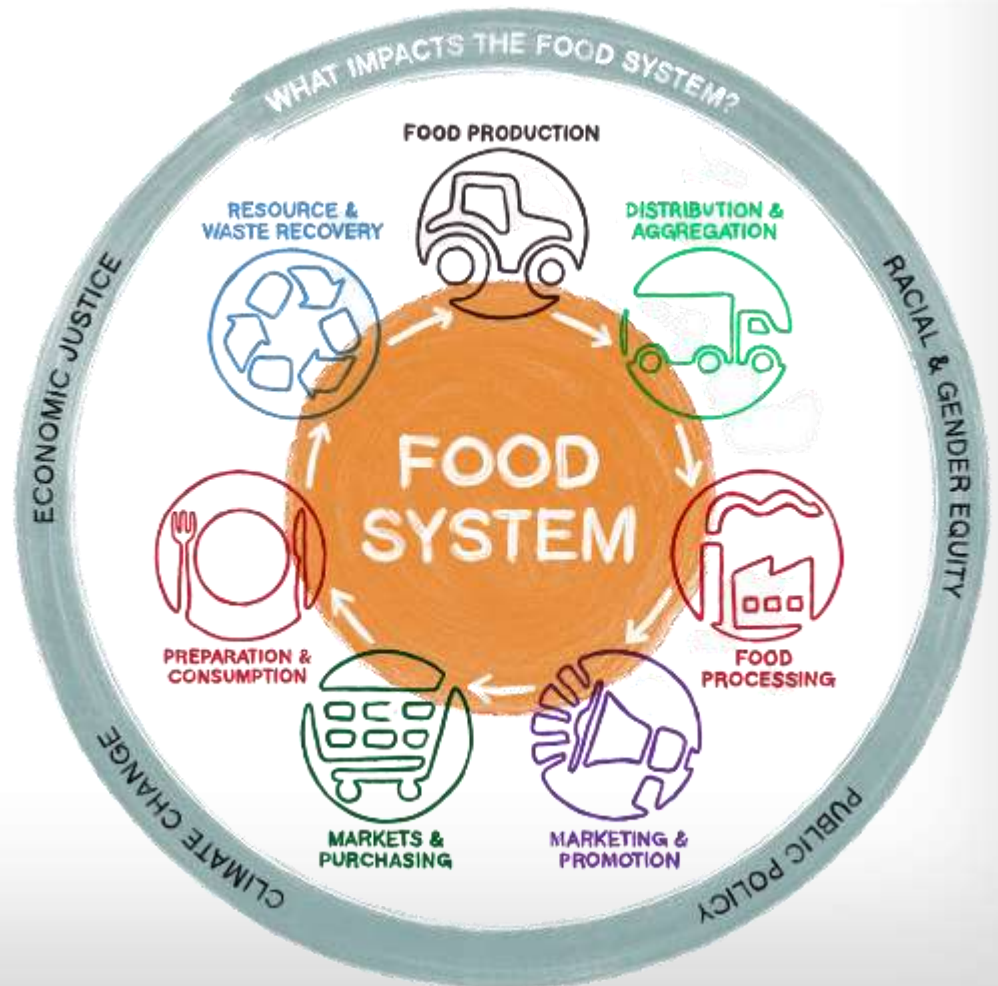 WHAT IMPACTS THE FOOD SYSTEM?
FOOD PRODUCTION
RESOURCE &
WASTE RECOVERY
DISTRIBUTION &
AGGREGATION
ECONOMIC JUSTICE
RACIAL & GENDER EQUITY
FOOD
SYSTEM
PREPARATION &
CONSUMPTION
FOOD
PROCESSING
MARKETS &
PURCHASING
MARKETING &
PROMOTION
CLIMATE CHANGE
PUBLIC POLICY